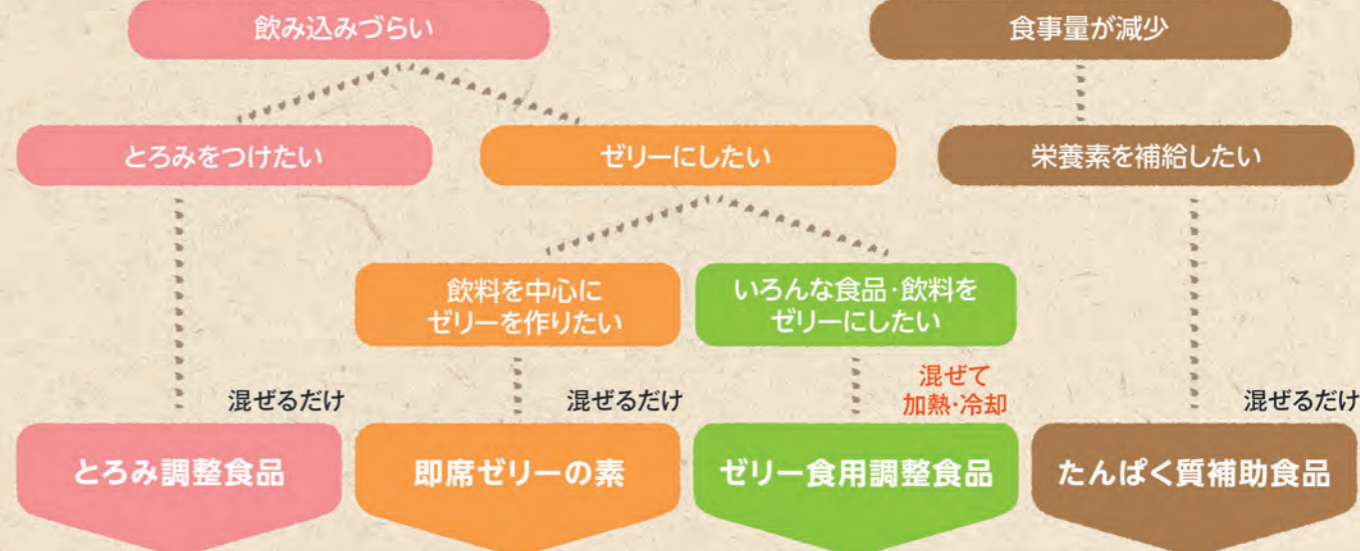 飲み込みづらい
食事量が減少
とろみをつけたい
ゼリーにしたい
栄養素を補給したい
飲料を中心に
ゼリーを作りたい
いろんな食品・飲料を
ゼリーにしたい
混ぜるだけ
混ぜるだけ
混ぜて
加熱・冷却
混ぜるだけ
とろみ調整食品
即席ゼリーの素
ゼリー食用調整食品
たんぱく質補助食品